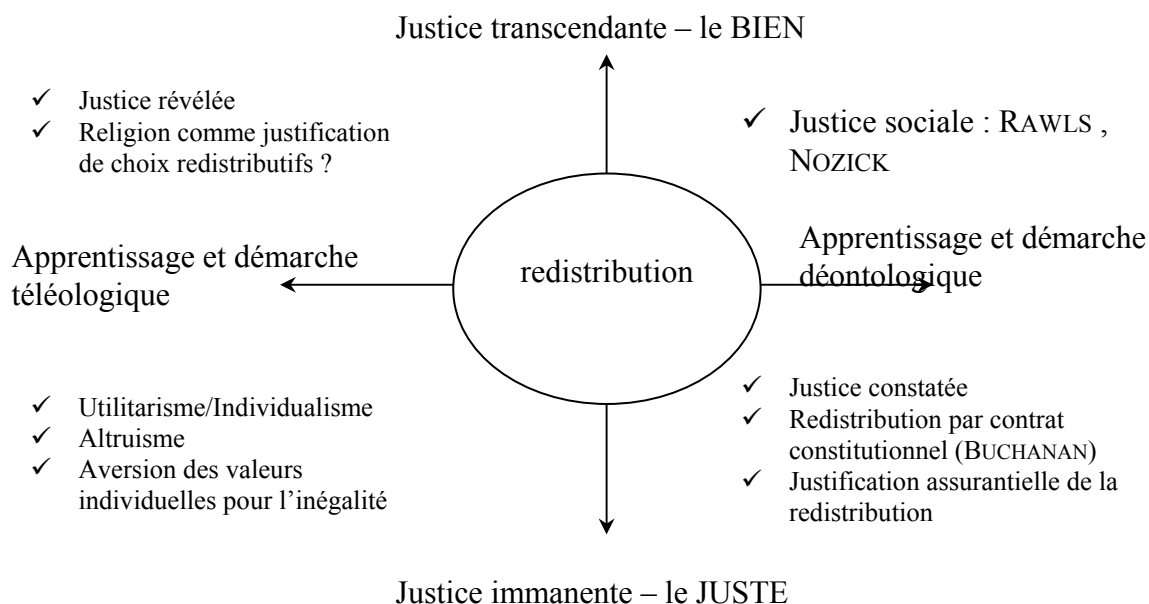 Justice transcendante – le BIEN
✓ Justice révélée
✓ Religion comme justification
de choix redistributifs ?
✓ Justice sociale : RAWLS ,
NOZICK
Apprentissage et démarche
téléologique
redistribution
Apprentissage et démarche
déontologique
✓ Utilitarisme/Individualisme
✓ Altruisme
✓ Aversion des valeurs
individuelles pour l’inégalité
✓ Justice constatée
✓ Redistribution par contrat
constitutionnel (BUCHANAN)
✓ Justification assurantielle de la
redistribution
Justice immanente – le JUSTE